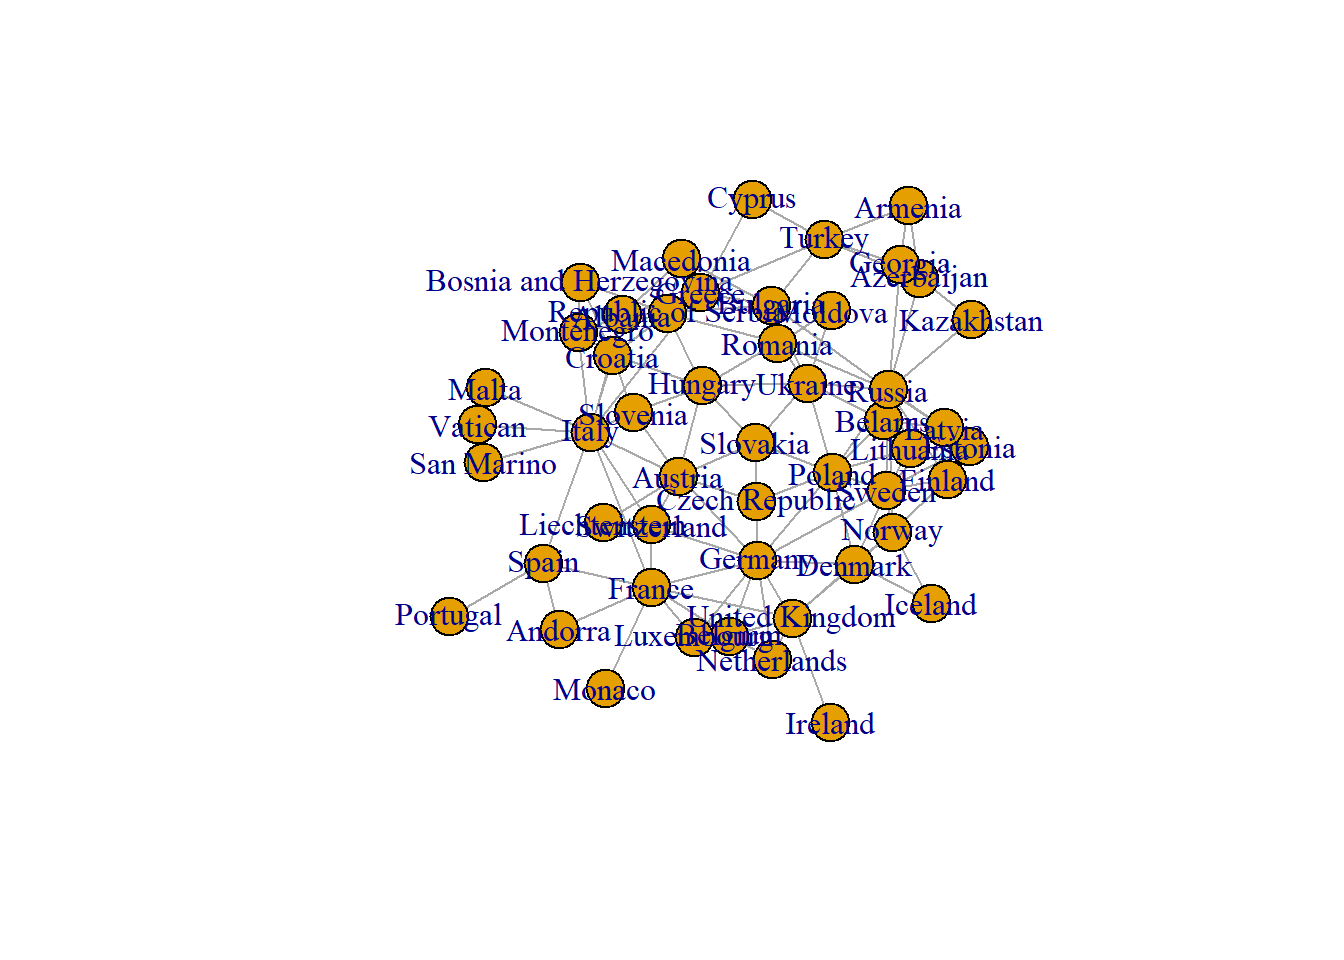 Cyprus
Armenia
Turkey
Macedonia
Georgia
Azerbaijan
Bosnia and Herzegovina
Greece
Bulgaria
Republic of Serbia
Albania
Moldova
Kazakhstan
Montenegro
Romania
Croatia
Hungary
Ukraine
Russia
Malta
Slovenia
Belarus
Vatican
Italy
Latvia
Slovakia
Lithuania
Estonia
San Marino
Austria
Poland
Finland
Czech Republic
Sweden
Liechtenstein
Switzerland
Norway
Spain
Germany
Denmark
France
Iceland
Portugal
Andorra
United Kingdom
Luxembourg
Belgium
Netherlands
Monaco
Ireland